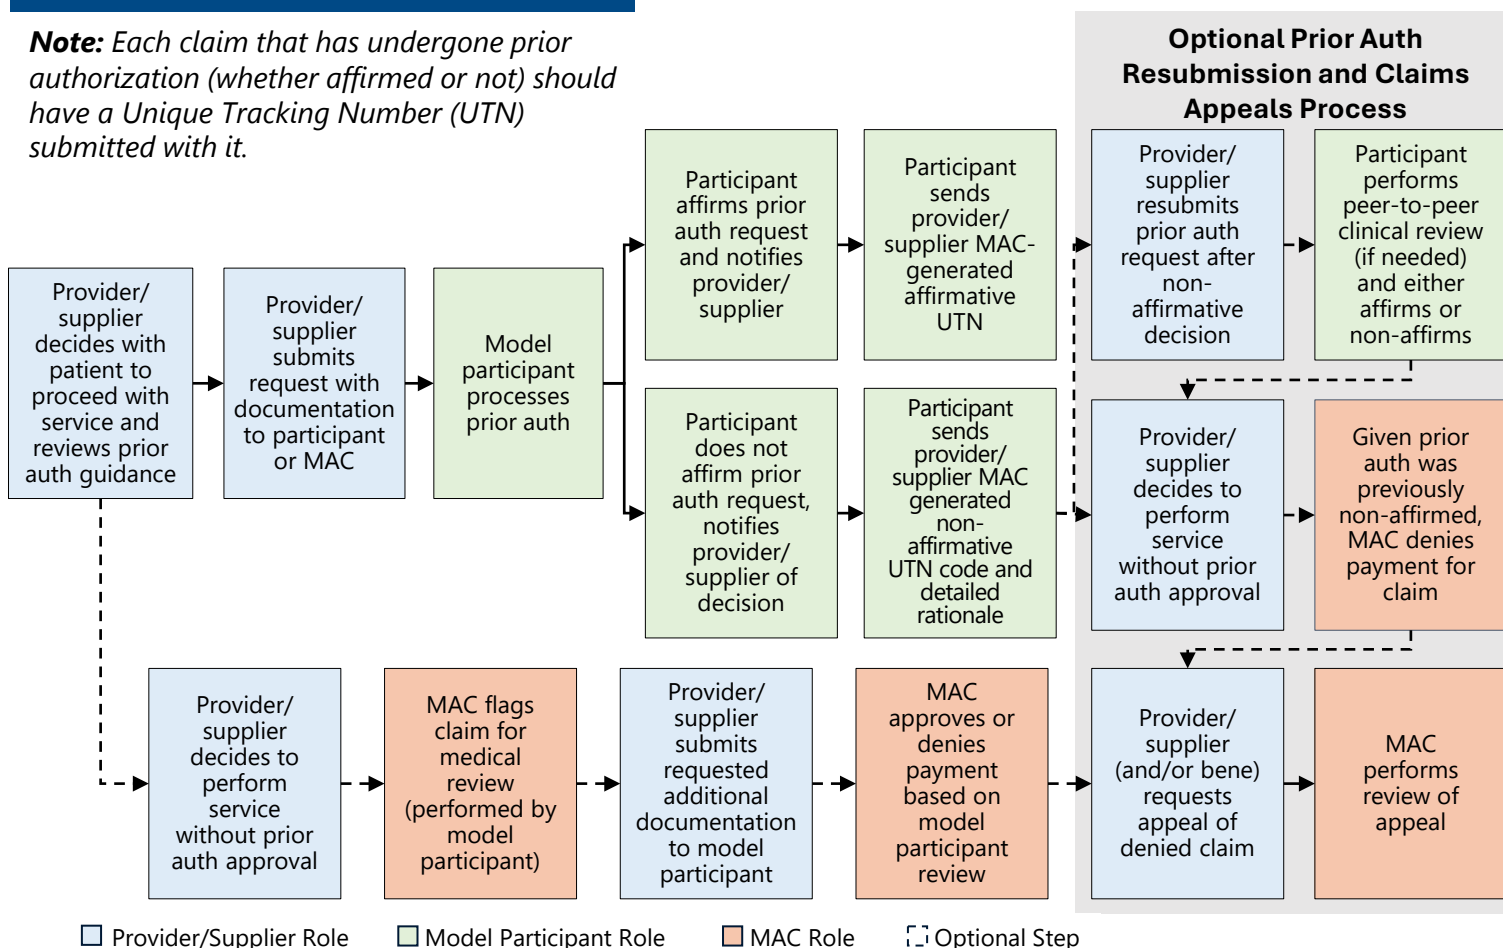 Note: Each claim that has undergone prior
authorization (whether affirmed or not) should
have a Unique Tracking Number (UTN)
submitted with it.
Optional Prior Auth
Resubmission and Claims
Appeals Process
Provider/
supplier
decides with
patient to
proceed with
service and
reviews prior
auth guidance
Provider/
supplier
submits
request with
documentation
to participant
or MAC
Model
participant
processes
prior auth
Participant
affirms prior
auth request
and notifies
provider/
supplier
Participant
sends
provider/
supplier MAC-
generated
affirmative
UTN
Participant
does not
affirm prior
auth request,
notifies
provider/
supplier of
decision
Participant
sends
provider/
supplier MAC
generated
non-
affirmative
UTN code and
detailed
rationale
Provider/
supplier
resubmits
prior auth
request after
non-
affirmative
decision
Participant
performs
peer-to-peer
clinical review
(if needed)
and either
affirms or
non-affirms
Provider/
supplier
decides to
perform
service
without prior
auth approval
Given prior
auth was
previously
non-affirmed,
MAC denies
payment for
claim
Provider/
supplier
decides to
perform
service
without prior
auth approval
MAC flags
claim for
medical
review
(performed by
model
participant)
Provider/
supplier
submits
requested
additional
documentation
to model
participant
MAC
approves or
denies
payment
based on
model
participant
review
Provider/
supplier
(and/or bene)
requests
appeal of
denied claim
MAC
performs
review of
appeal
Provider/Supplier Role
Model Participant Role
MAC Role
Optional Step